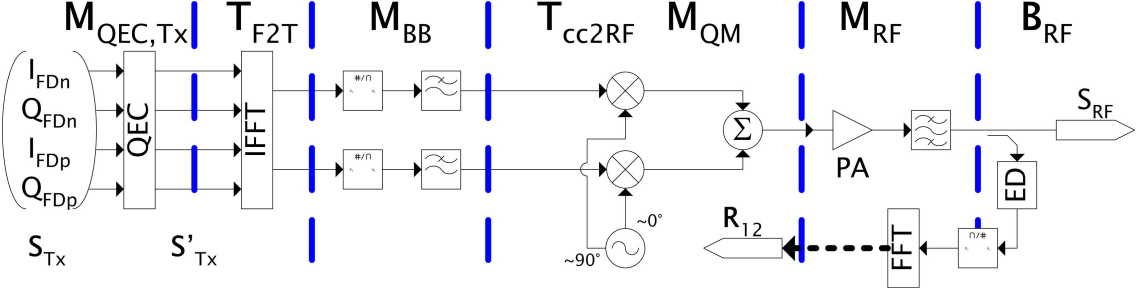 M_QEC,Tx T_F2T M_BB T_cc2RF M_QM M_RF B_RF
I_FDn
Q_FDn
I_FDp
Q_FDp
QEC
IFFT
#/∩
#/∩
Σ
PA
S_RF
ED
~0°
~90°
R_12
FFT
∩/#
S_Tx
S'_Tx